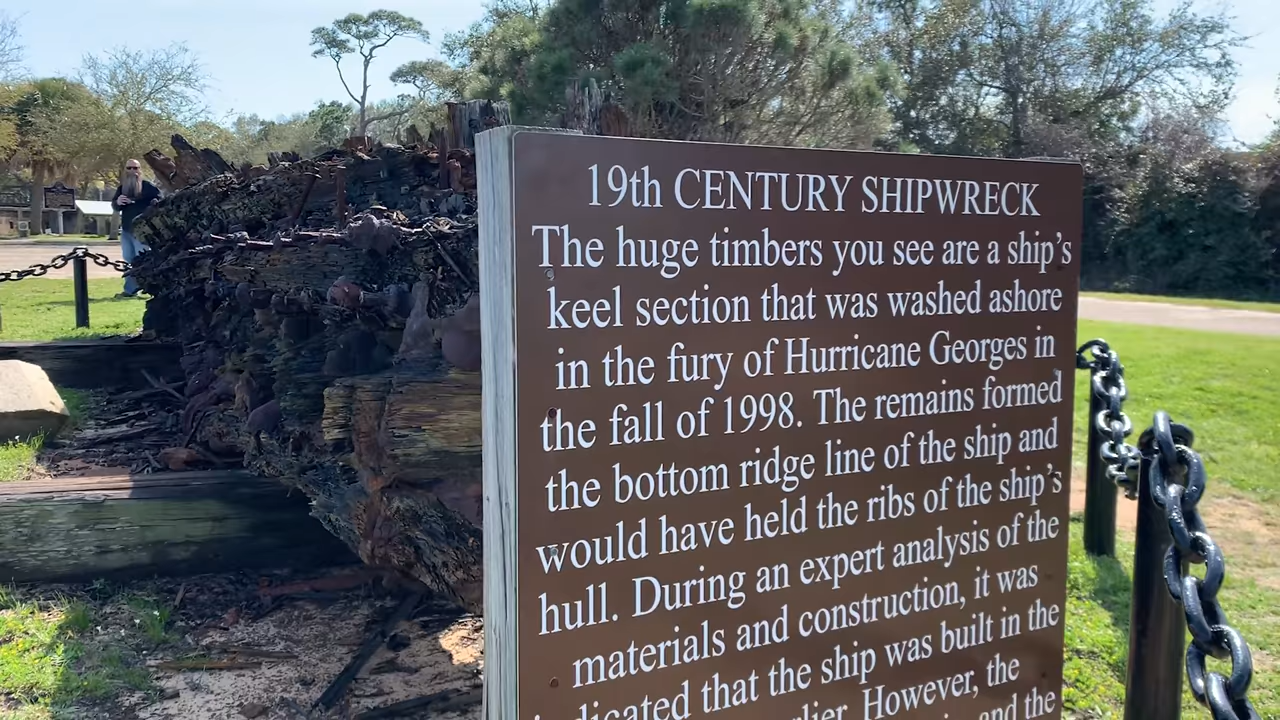 19th CENTURY SHIPWRECK
The huge timbers you see are a ship's
keel section that was washed ashore
in the fury of Hurricane Georges in
the fall of 1998. The remains formed
the bottom ridge line of the ship and
would have held the ribs of the ship's
hull. During an expert analysis of the
materials and construction, it was
indicated that the ship was built in the
However, the
and the